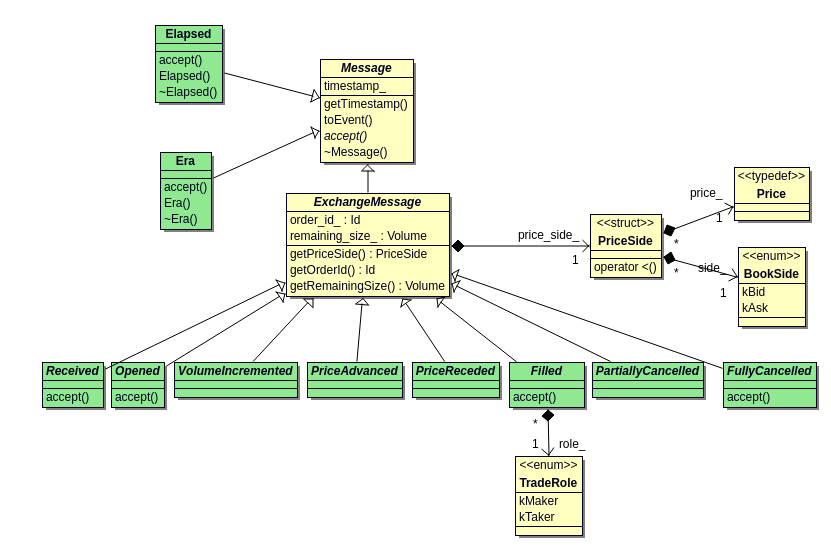 Elapsed
accept()
Elapsed()
~Elapsed()
Message
timestamp_
getTimestamp()
toEvent()
accept()
~Message()
Era
accept()
Era()
~Era()
ExchangeMessage
order_id_ : Id
remaining_size_ : Volume
getPriceSide() : PriceSide
getOrderId() : Id
getRemainingSize() : Volume
price_side_
1
<<struct>>
PriceSide
operator <()
price_
1
*
<<typedef>>
Price
side_
*
1
<<enum>>
BookSide
kBid
kAsk
Received
accept()
Opened
accept()
VolumeIncremented
PriceAdvanced
PriceReceded
Filled
accept()
PartiallyCancelled
FullyCancelled
accept()
*
1
role_
<<enum>>
TradeRole
kMaker
kTaker